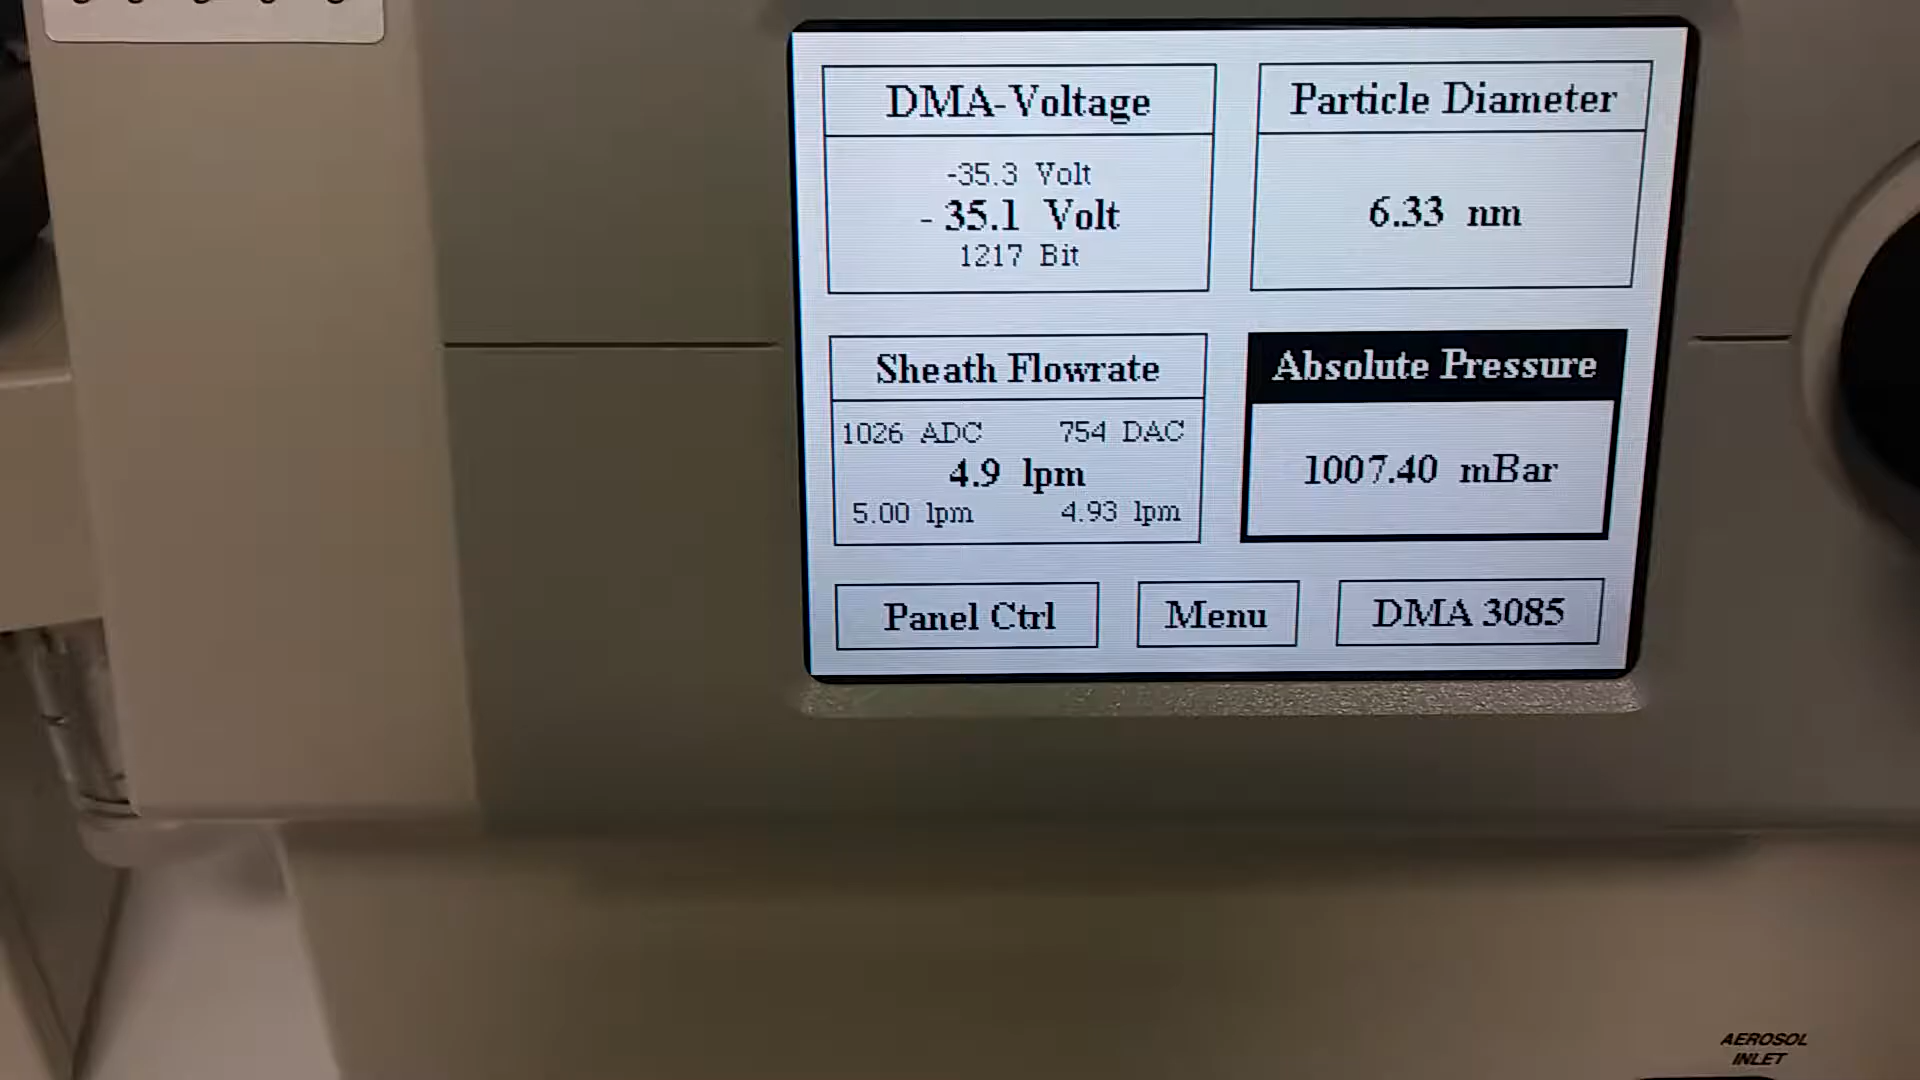 DMA-Voltage
-35.3 Volt
- 35.1 Volt
1217 Bit
Particle Diameter
6.33 nm
Sheath Flowrate
1026 ADC 754 DAC
4.9 lpm
5.00 lpm 4.93 lpm
Absolute Pressure
1007.40 mBar
Panel Ctrl
Menu
DMA 3085
AEROSOL
INLET